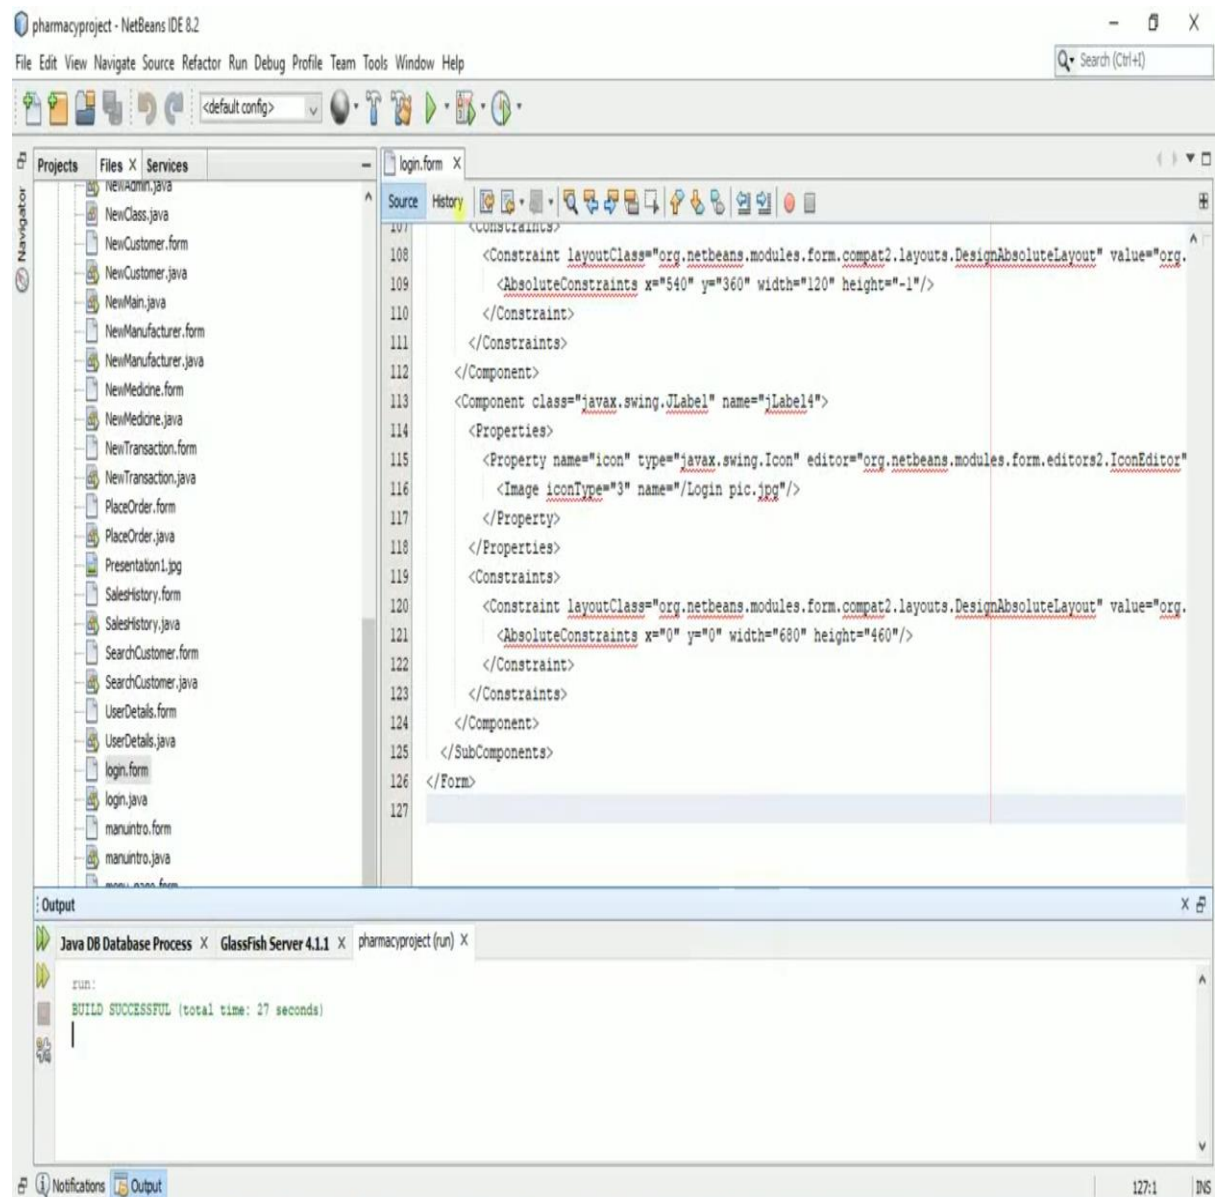 pharmacyproject - NetBeans IDE 8.2
File Edit View Navigate Source Refactor Run Debug Profile Team Tools Window Help
Search (Ctrl+I)
<default config>
Projects Files X Services
Navigator
NewAdmin.java
NewClass.java
NewCustomer.form
NewCustomer.java
NewMain.java
NewManufacturer.form
NewManufacturer.java
NewMedicine.form
NewMedicine.java
NewTransaction.form
NewTransaction.java
PlaceOrder.form
PlaceOrder.java
Presentation1.jpg
SalesHistory.form
SalesHistory.java
SearchCustomer.form
SearchCustomer.java
UserDetails.form
UserDetails.java
login.form
login.java
manuintro.form
manuintro.java
login.form X
Source History
107 <Constraints>
108 <Constraint layoutClass="org.netbeans.modules.form.compat2.layouts.DesignAbsoluteLayout" value="org.
109 <AbsoluteConstraints x="540" y="360" width="120" height="-1"/>
110 </Constraint>
111 </Constraints>
112 </Component>
113 <Component class="javax.swing.JLabel" name="jLabel4">
114 <Properties>
115 <Property name="icon" type="javax.swing.Icon" editor="org.netbeans.modules.form.editors2.IconEditor"
116 <Image iconType="3" name="/Login pic.jpg"/>
117 </Property>
118 </Properties>
119 <Constraints>
120 <Constraint layoutClass="org.netbeans.modules.form.compat2.layouts.DesignAbsoluteLayout" value="org.
121 <AbsoluteConstraints x="0" y="0" width="680" height="460"/>
122 </Constraint>
123 </Constraints>
124 </Component>
125 </SubComponents>
126 </Form>
127
Output
Java DB Database Process X GlassFish Server 4.1.1 X pharmacyproject (run) X
run:
BUILD SUCCESSFUL (total time: 27 seconds)
Notifications Output
127:1 INS